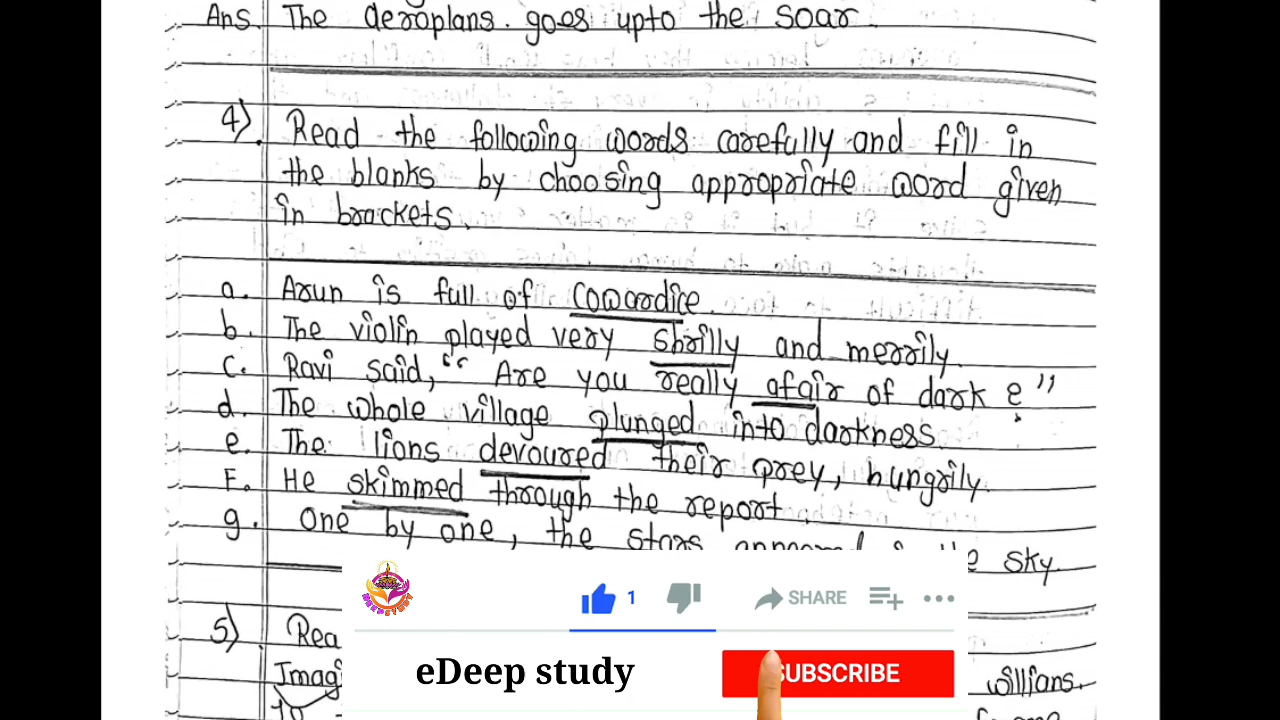 Ans. The deroplans. goes upto the soar.
4). Read the following words carefully and fill in
the blanks by choosing appropriate word given
in brackets.
a. Arun is full of cowardice.
b. The violin played very shrilly and merrily.
c. Ravi said, “ Are you really afair of dark ?”
d. The whole village plunged into darkness.
e. The lions devoured their prey, hungrily.
F. He skimmed through the report.
g. One by one, the stars sky.
5) Rea
1 SHARE
Imag willians.
eDeep study SUBSCRIBE